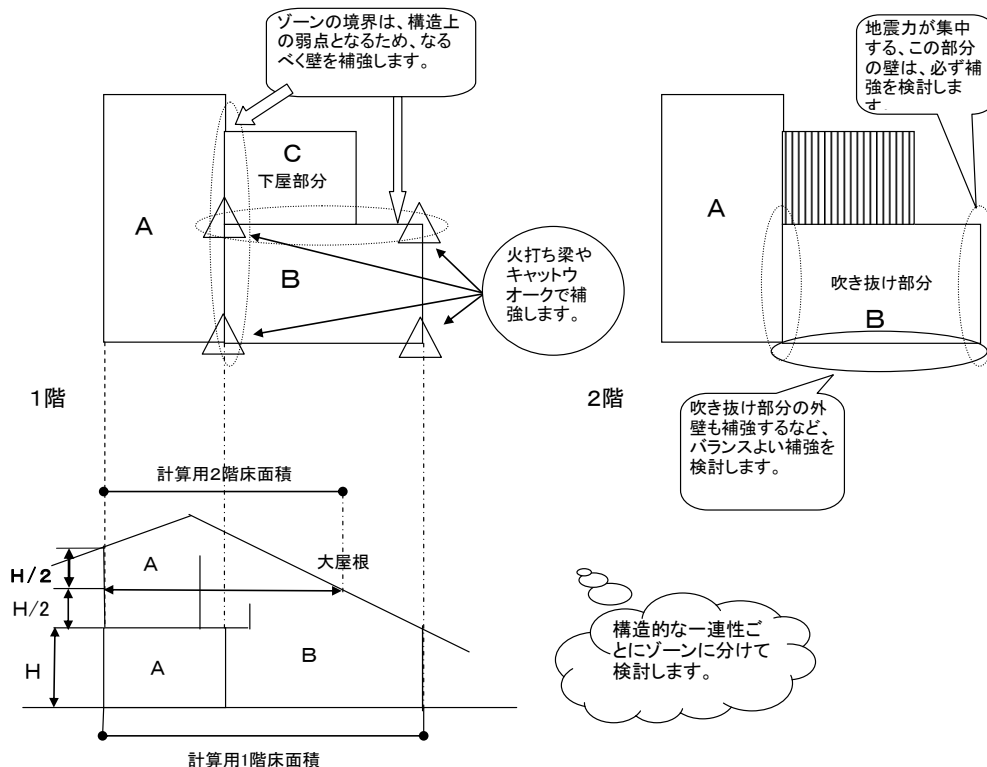 ゾーンの境界は、構造上
の弱点となるため、なる
べく壁を補強します。
C
下屋部分
A
B
火打ち梁や
キャットウ
オークで補
強します。
1階
地震力が集中
する、この部分
の壁は、必ず補
強を検討しま
す.
A
吹き抜け部分
B
2階
吹き抜け部分の外
壁も補強するなど、
バランスよい補強を
検討します。
計算用2階床面積
大屋根
A
H/2
H/2
H
A
B
計算用1階床面積
構造的な一連性ご
とにゾーンに分けて
検討します。